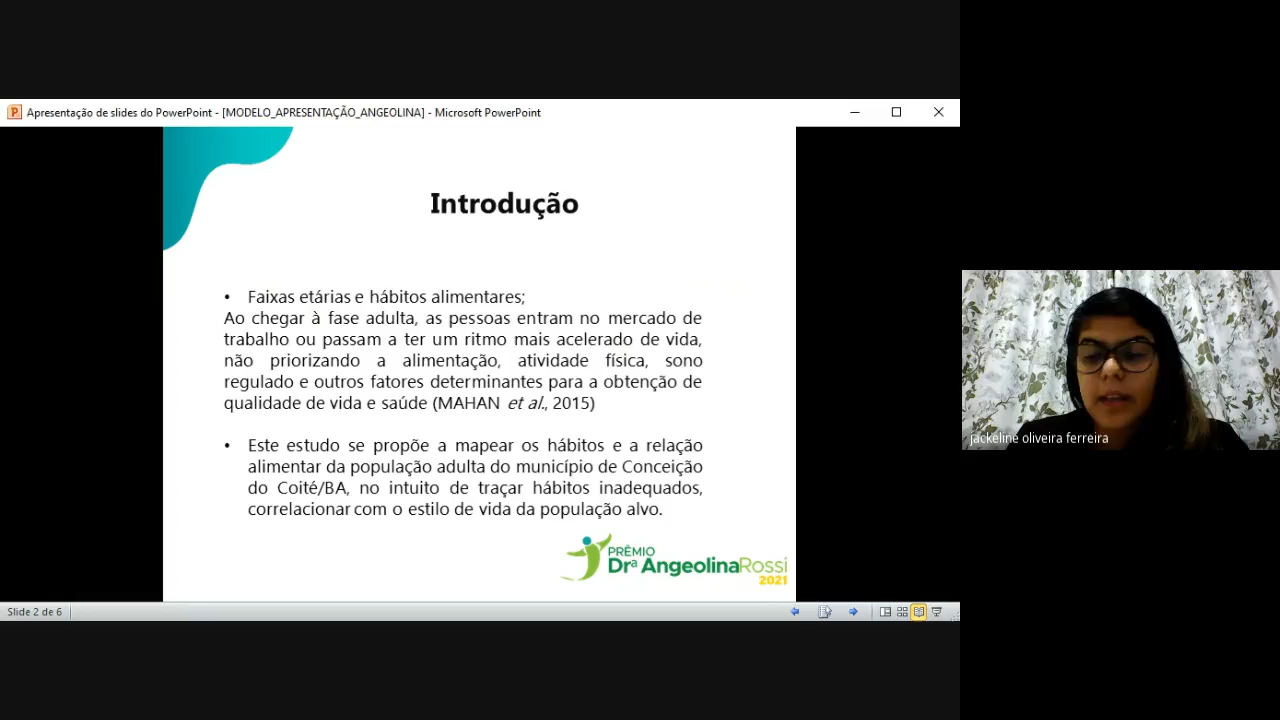 Apresentação de slides do PowerPoint - [MODELO_APRESENTAÇÃO_ANGEOLINA] - Microsoft PowerPoint
Introdução
• Faixas etárias e hábitos alimentares;
Ao chegar à fase adulta, as pessoas entram no mercado de
trabalho ou passam a ter um ritmo mais acelerado de vida,
não priorizando a alimentação, atividade física, sono
regulado e outros fatores determinantes para a obtenção de
qualidade de vida e saúde (MAHAN et al., 2015)
• Este estudo se propõe a mapear os hábitos e a relação
alimentar da população adulta do município de Conceição
do Coité/BA, no intuito de traçar hábitos inadequados,
correlacionar com o estilo de vida da população alvo.
PRÊMIO
Drª AngeolinaRossi
2021
Slide 2 de 6
jackeline oliveira ferreira